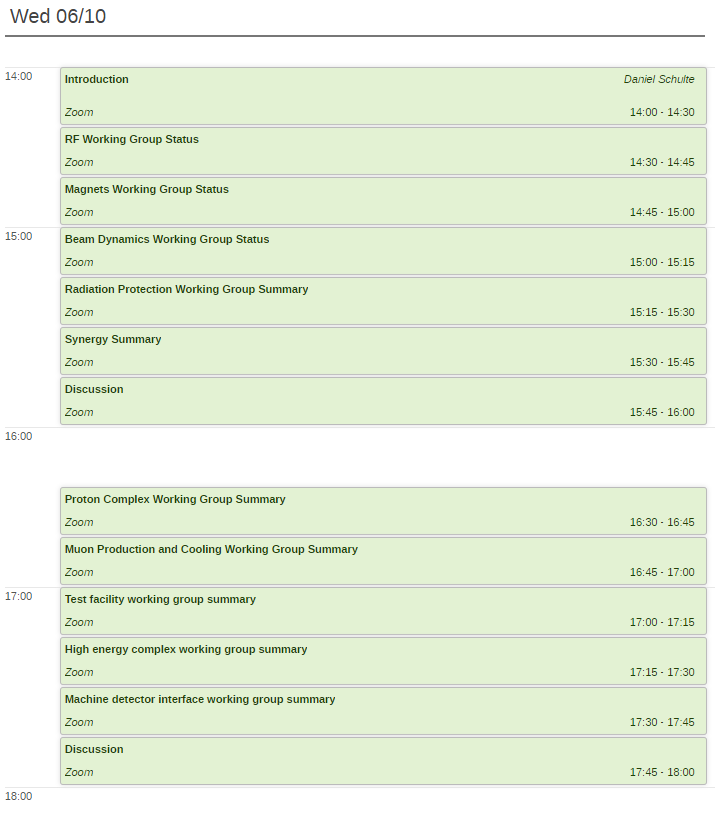 Wed 06/10
14:00
Introduction Daniel Schulte
Zoom 14:00 - 14:30
RF Working Group Status
Zoom 14:30 - 14:45
Magnets Working Group Status
Zoom 14:45 - 15:00
15:00
Beam Dynamics Working Group Status
Zoom 15:00 - 15:15
Radiation Protection Working Group Summary
Zoom 15:15 - 15:30
Synergy Summary
Zoom 15:30 - 15:45
Discussion
Zoom 15:45 - 16:00
16:00
Proton Complex Working Group Summary
Zoom 16:30 - 16:45
Muon Production and Cooling Working Group Summary
Zoom 16:45 - 17:00
17:00
Test facility working group summary
Zoom 17:00 - 17:15
High energy complex working group summary
Zoom 17:15 - 17:30
Machine detector interface working group summary
Zoom 17:30 - 17:45
Discussion
Zoom 17:45 - 18:00
18:00